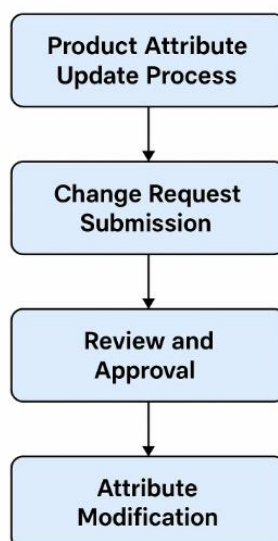 Product Attribute
Update Process
Change Request
Submission
Review and
Approval
Attribute
Modification